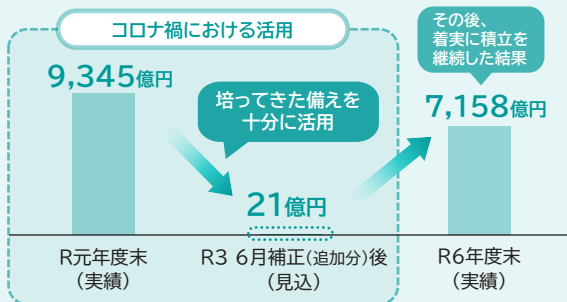 コロナ禍における活用
その後、
着実に積立を
継続した結果
9,345億円
培ってきた備えを
十分に活用
7,158億円
21億円
R元年度末
（実績）
R3 6月補正（追加分）後
（見込）
R6年度末
（実績）